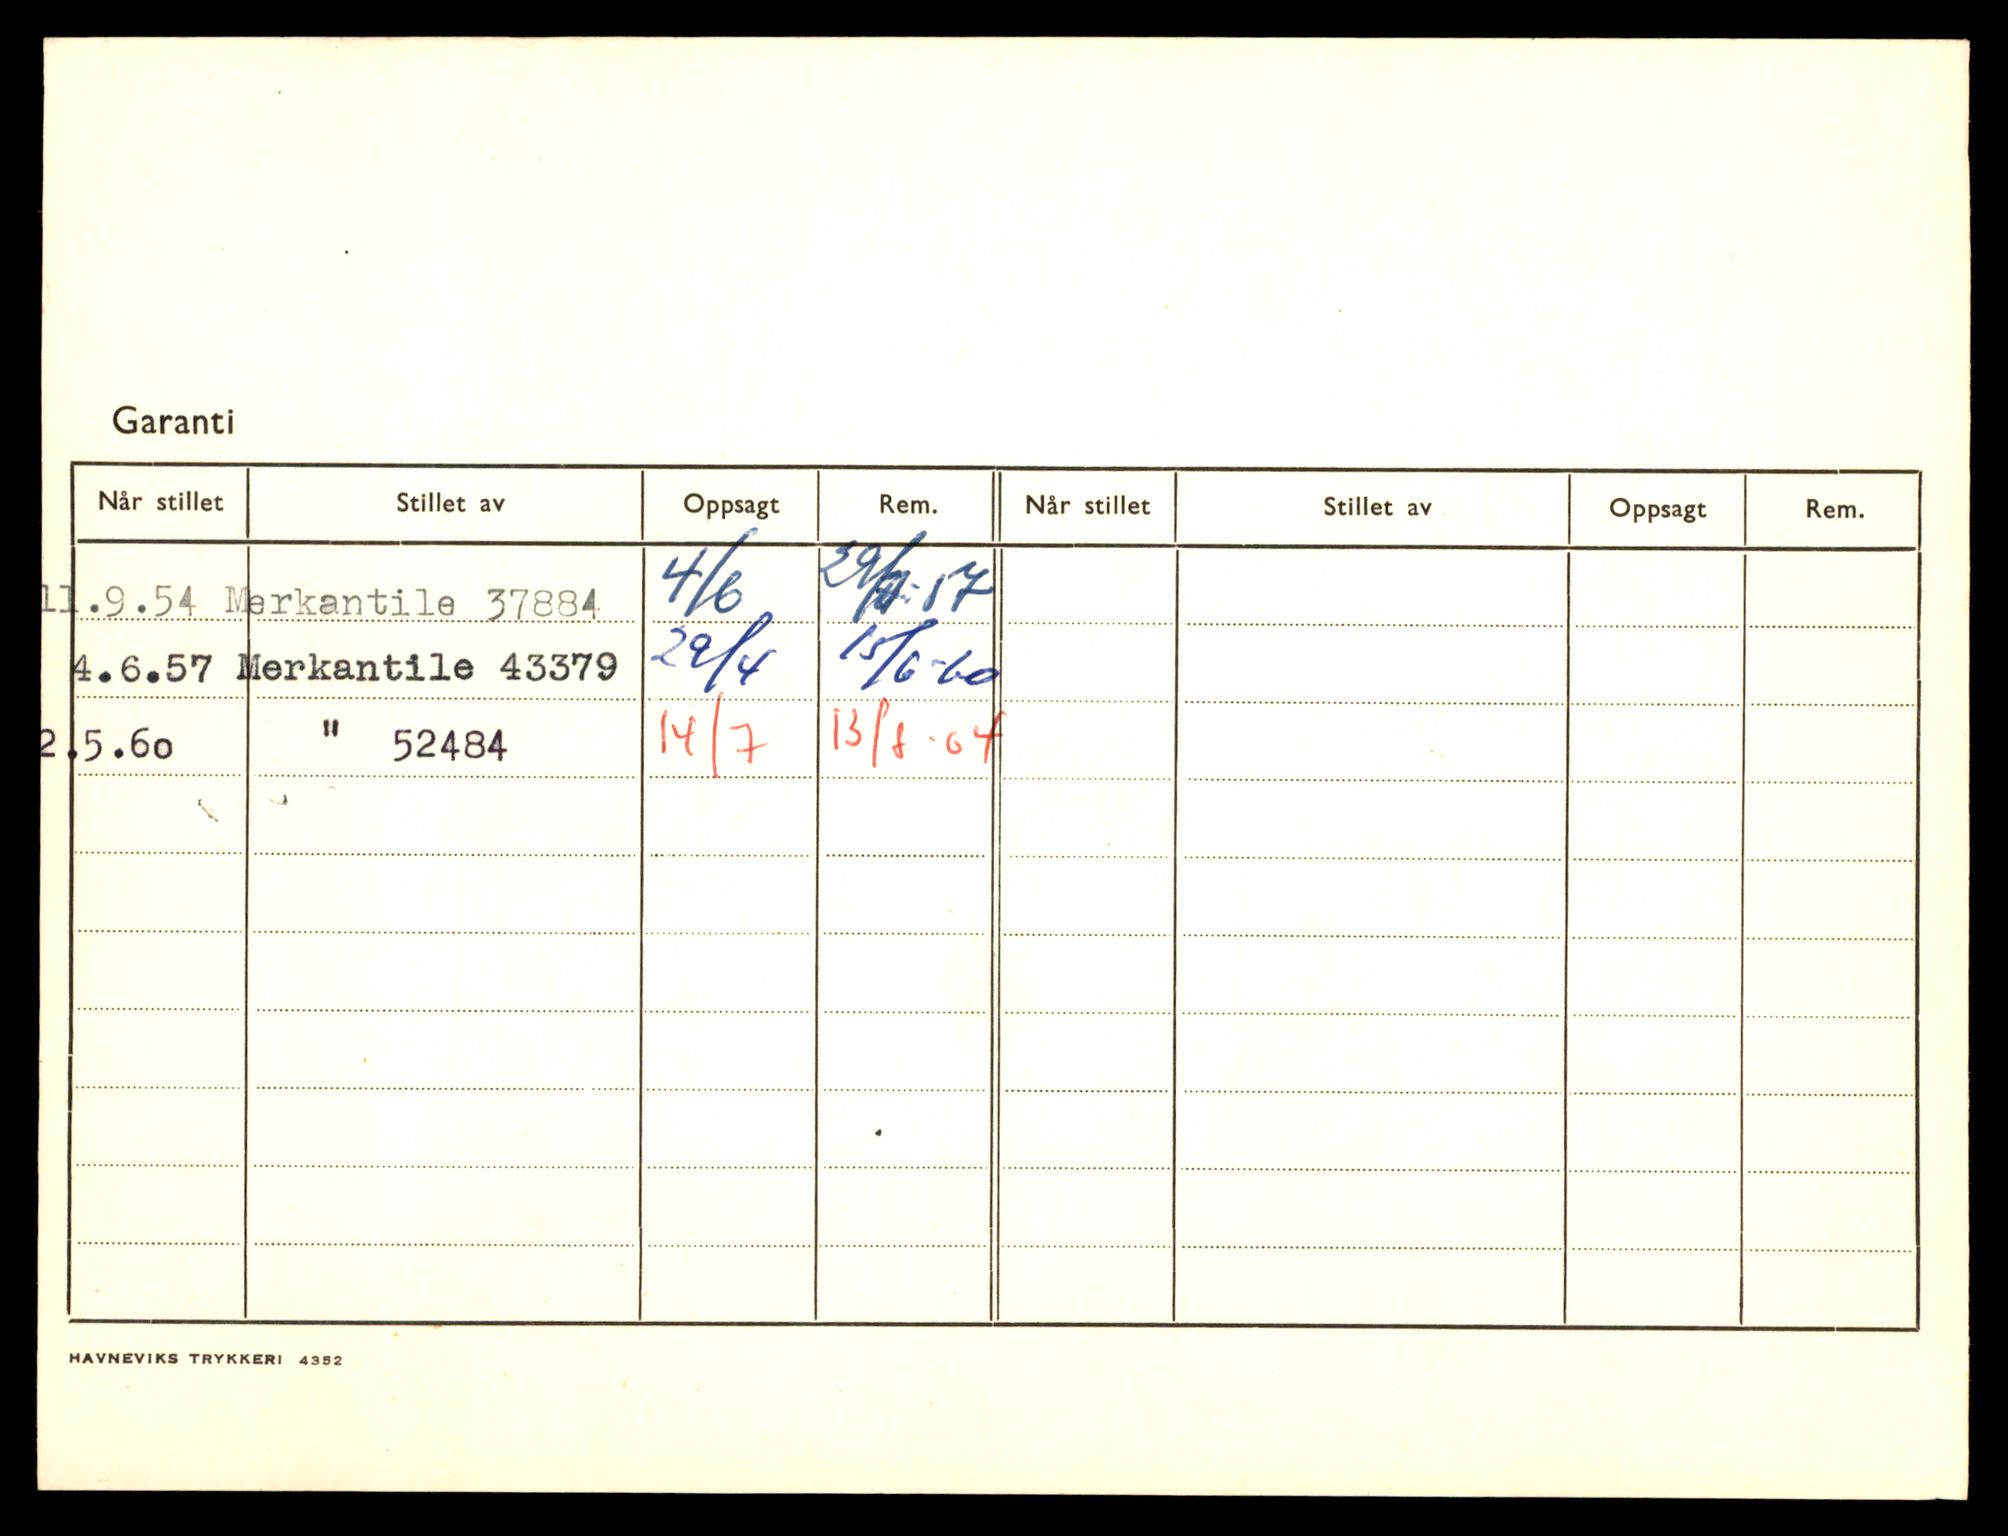 Garanti
Når stillet Stillet av Oppsagt Rem. Når stillet Stillet av Oppsagt Rem.
11.9.54 Merkantile 37884 4/6
4.6.57 Merkantile 43379 29/4 15/6-60
2.5.60 " 52484 14/7 13/8-64
HAVNEVIKS TRYKKERI 4352